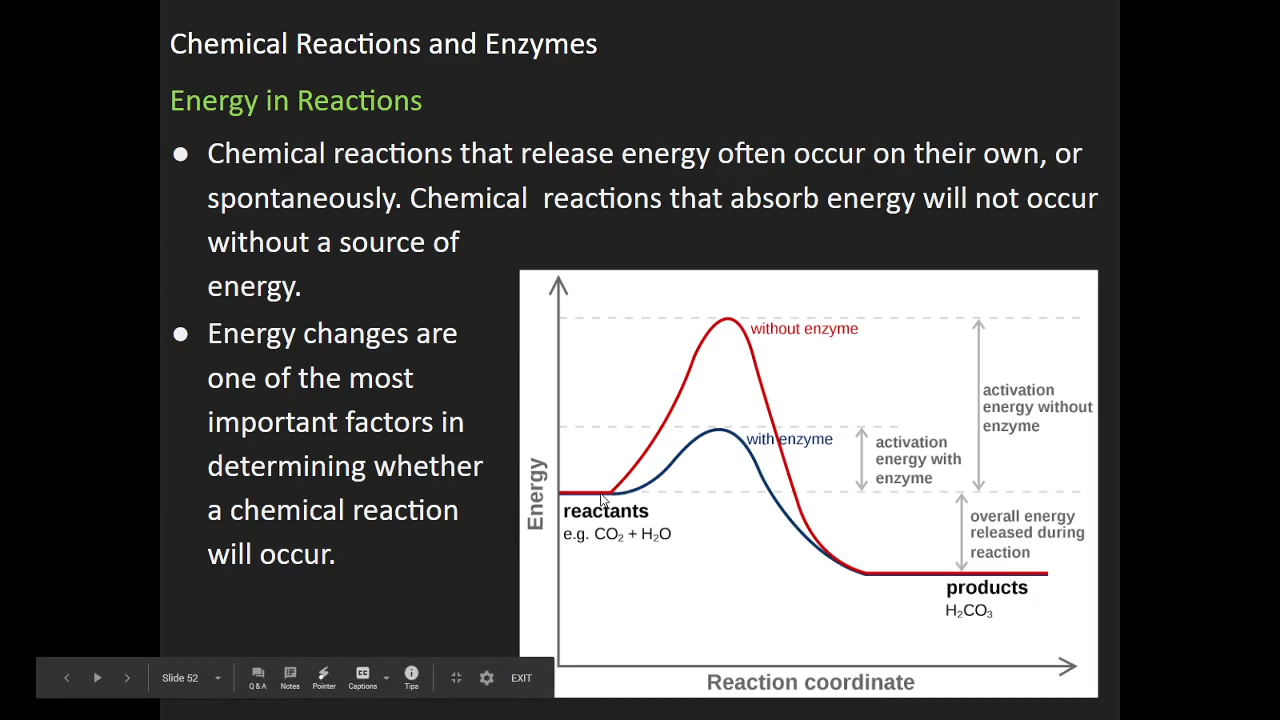 Chemical Reactions and Enzymes
Energy in Reactions
● Chemical reactions that release energy often occur on their own, or
spontaneously. Chemical  reactions that absorb energy will not occur
without a source of
energy.
● Energy changes are
one of the most
important factors in
determining whether
a chemical reaction
will occur.
without enzyme
with enzyme
activation
energy without
enzyme
activation
energy with
enzyme
Energy
reactants
e.g. CO₂ + H₂O
overall energy
released during
reaction
products
H₂CO₃
Reaction coordinate
Slide 52
Q & A
Notes
Pointer
CC
Captions
Tips
EXIT